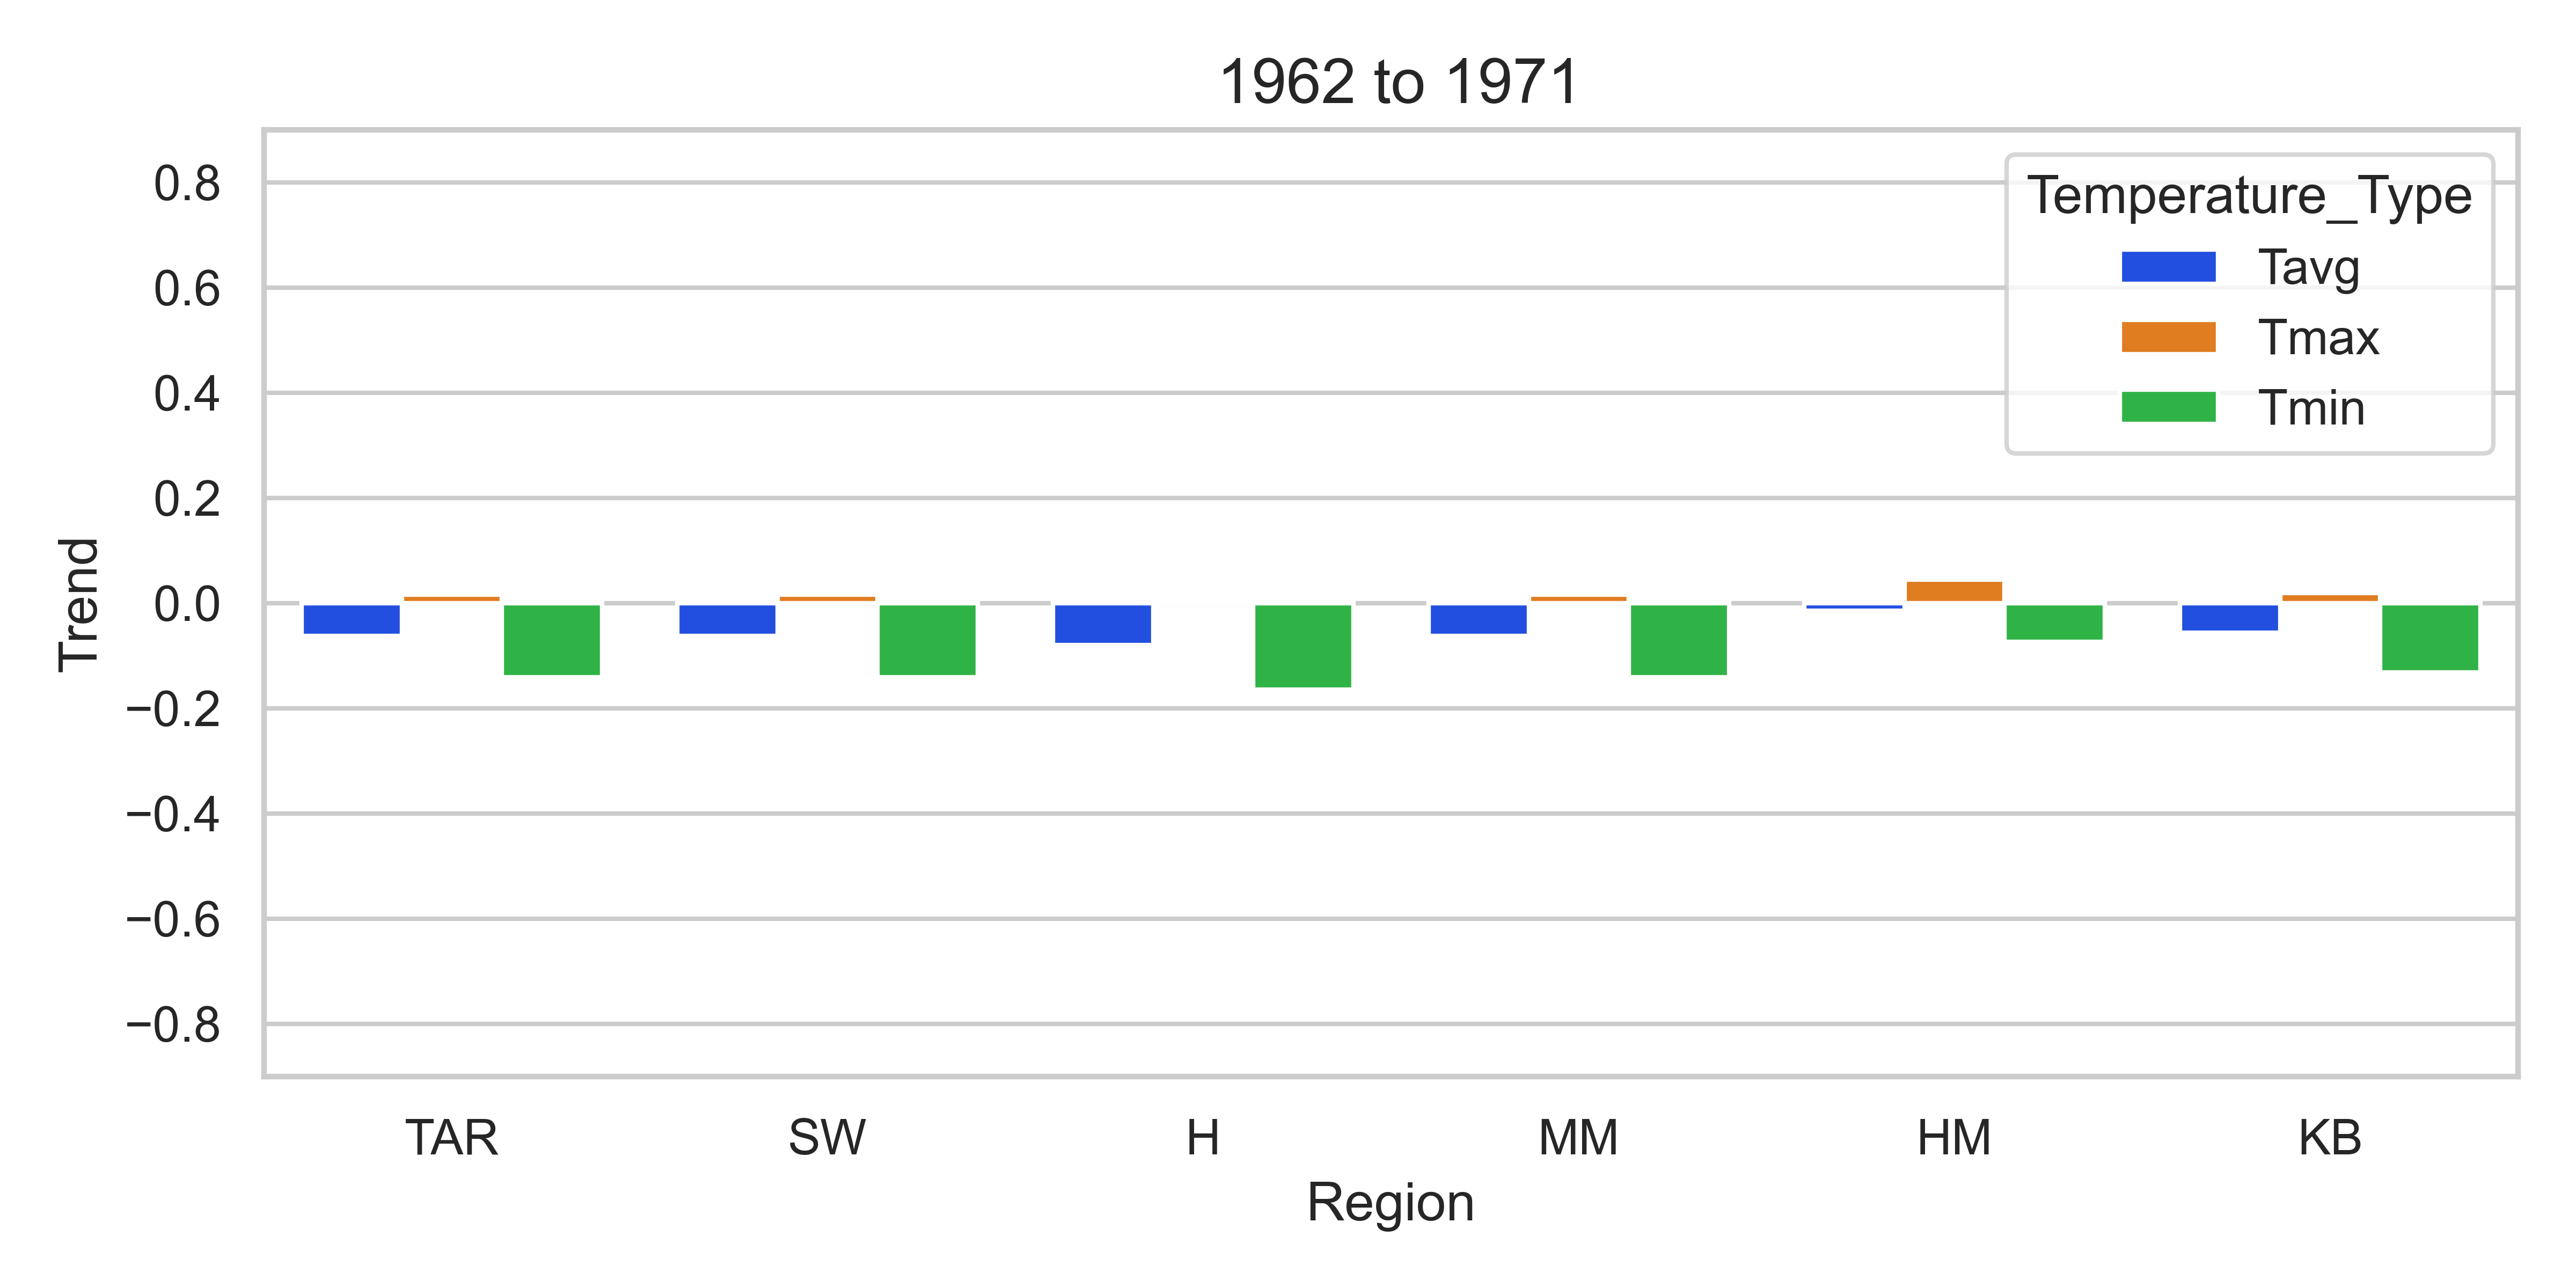 1962 to 1971
Temperature_Type
Tavg
Tmax
Tmin
Trend
0.8
0.6
0.4
0.2
0.0
−0.2
−0.4
−0.6
−0.8
TAR SW H MM HM KB
Region